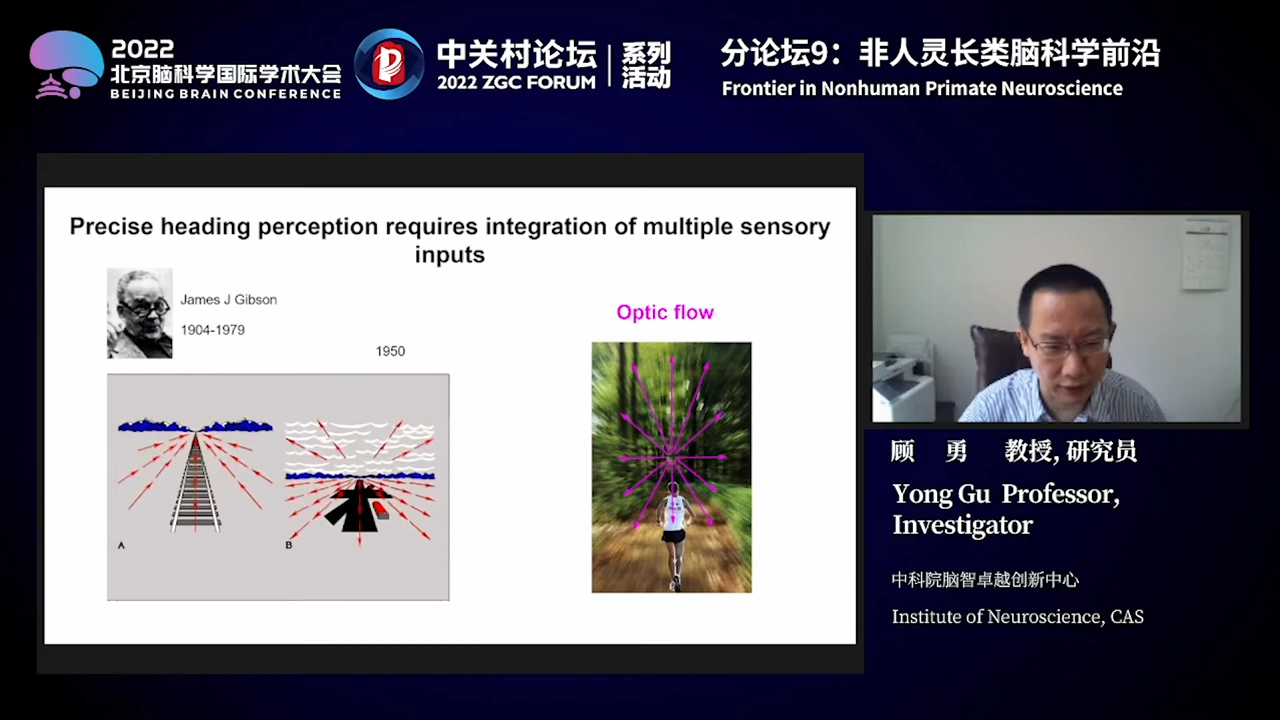 2022
北京脑科学国际学术大会
BEIJING BRAIN CONFERENCE
中关村论坛
2022 ZGC FORUM
系列
活动
分论坛9：非人灵长类脑科学前沿
Frontier in Nonhuman Primate Neuroscience
Precise heading perception requires integration of multiple sensory
inputs
James J Gibson
1904-1979
1950
Optic flow
A
B
顾 勇 教授, 研究员
Yong Gu Professor,
Investigator
中科院脑智卓越创新中心
Institute of Neuroscience, CAS